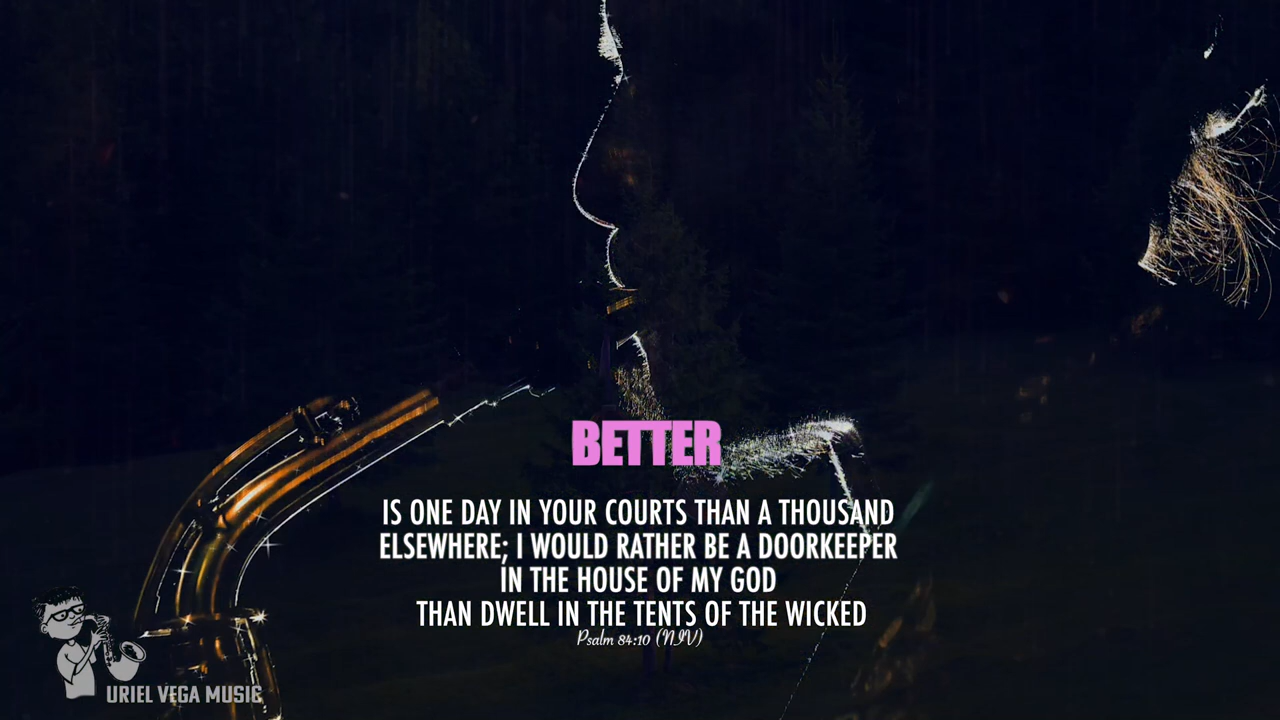 BETTER
IS ONE DAY IN YOUR COURTS THAN A THOUSAND
ELSEWHERE; I WOULD RATHER BE A DOORKEEPER
IN THE HOUSE OF MY GOD
THAN DWELL IN THE TENTS OF THE WICKED
Psalm 84:10 (NIV)
URIEL VEGA MUSIC